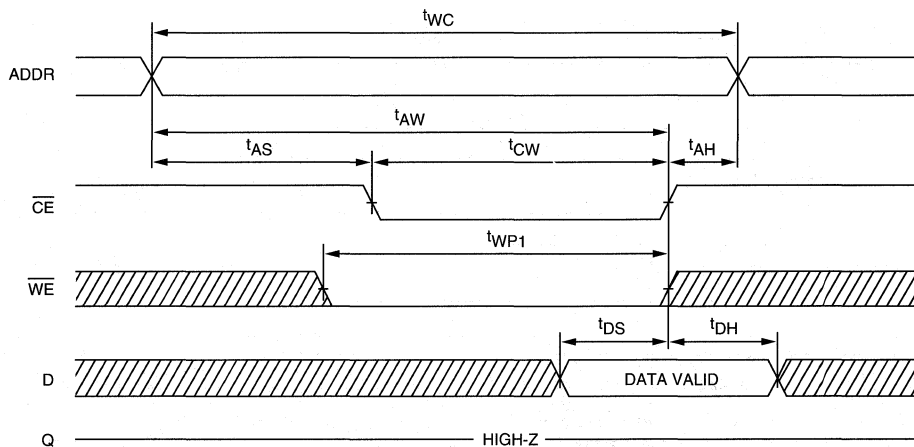 tWC
ADDR
tAW
tAS
tCW
tAH
CE
tWP1
WE
tDS
tDH
D
DATA VALID
Q
HIGH-Z